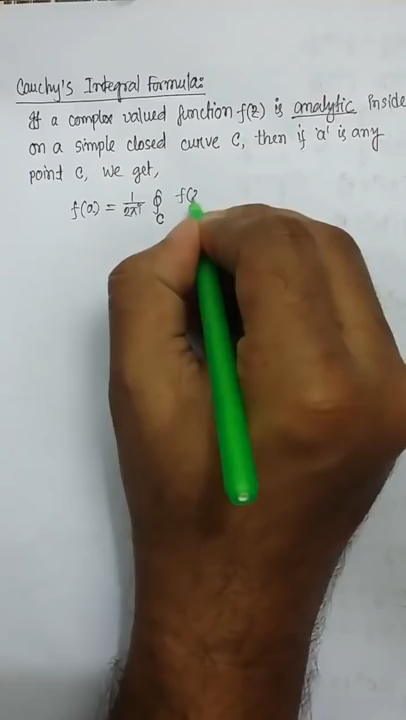 Cauchy's Integral Formula:
If a complex valued function f(z) is analytic inside
on a simple closed curve C, then if 'a' is any
point C, we get,
f(a) = 1/2πi ∮C f(z